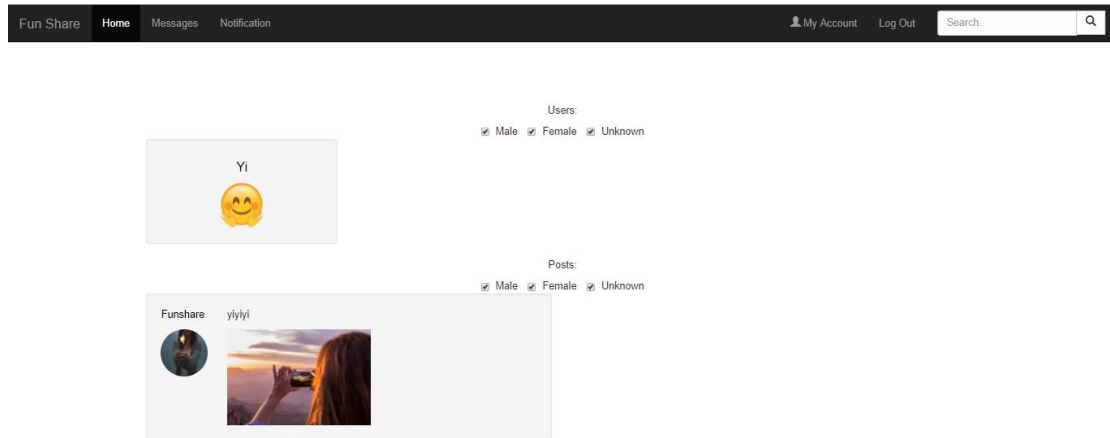 Fun Share Home Messages Notification My Account Log Out Search..
Users:
Male Female Unknown
Yi
Posts:
Male Female Unknown
Funshare yiyiyi